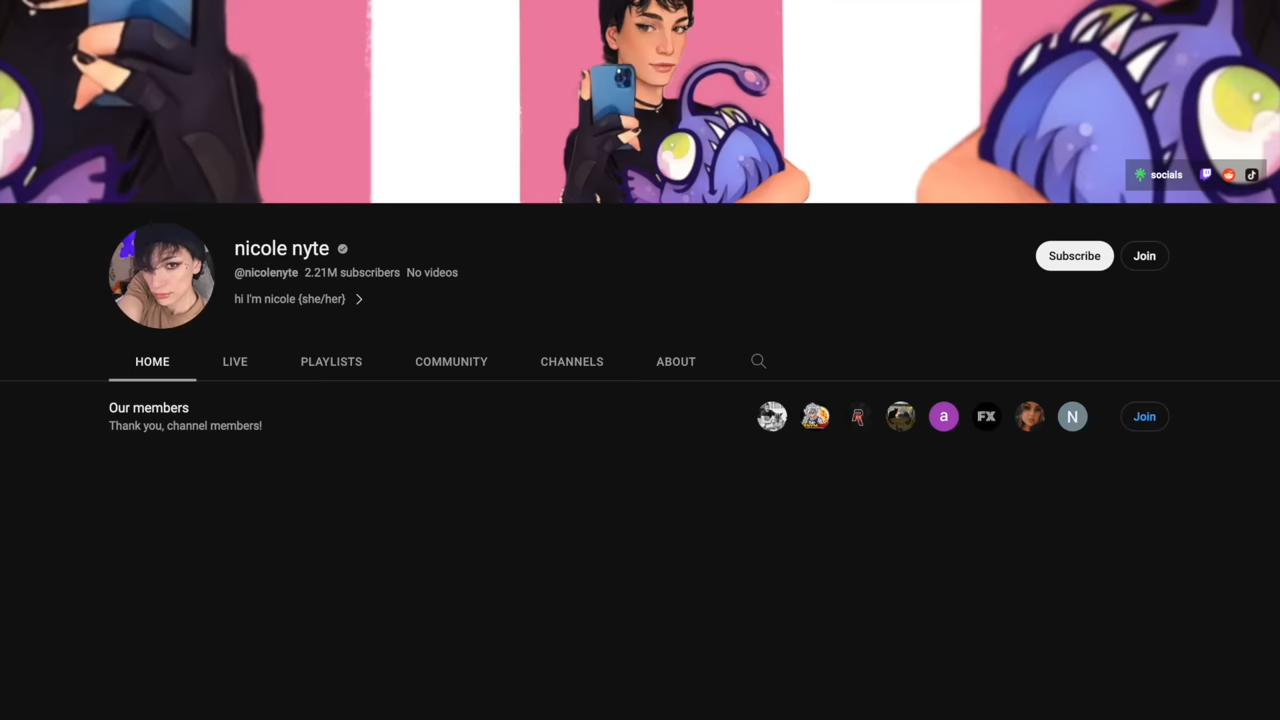 socials
nicole nyte
@nicolenyte 2.21M subscribers No videos
Subscribe
Join
hi I'm nicole {she/her}
HOME
LIVE
PLAYLISTS
COMMUNITY
CHANNELS
ABOUT
Our members
Thank you, channel members!
R
a
FX
N
Join